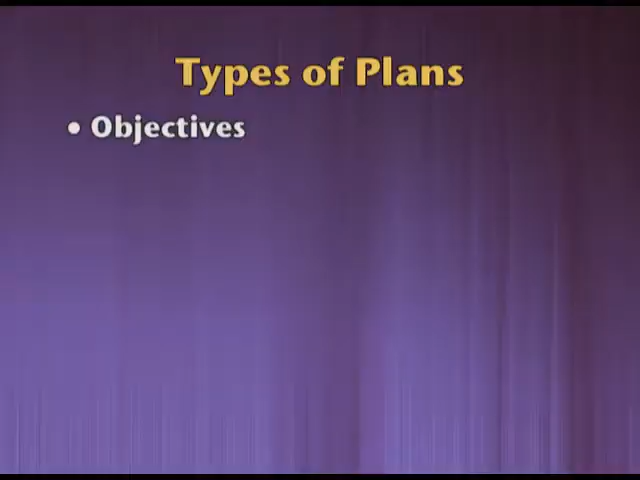 Types of Plans
• Objectives